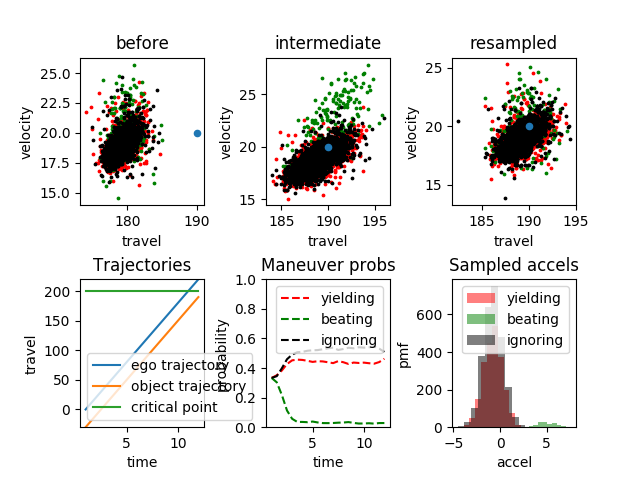 before
intermediate
resampled
25.0
22.5
20.0
17.5
15.0
velocity
180
190
travel
25
20
15
velocity
185
190
195
travel
25
20
15
velocity
185
190
195
travel
Trajectories
Maneuver probs
Sampled accels
200
150
100
50
0
travel
ego trajectory
object trajectory
critical point
5
10
time
1.0
0.8
0.6
0.4
0.2
0.0
probability
yielding
beating
ignoring
5
10
time
600
400
200
0
pmf
yielding
beating
ignoring
-5
0
5
accel